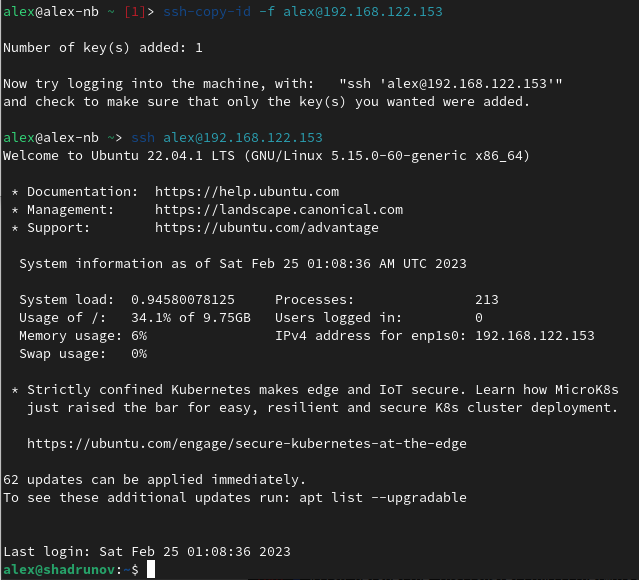 alex@alex-nb ~ [1]> ssh-copy-id -f alex@192.168.122.153
Number of key(s) added: 1
Now try logging into the machine, with:   "ssh 'alex@192.168.122.153'"
and check to make sure that only the key(s) you wanted were added.
alex@alex-nb ~> ssh alex@192.168.122.153
Welcome to Ubuntu 22.04.1 LTS (GNU/Linux 5.15.0-60-generic x86_64)
 * Documentation:  https://help.ubuntu.com
 * Management:     https://landscape.canonical.com
 * Support:        https://ubuntu.com/advantage
  System information as of Sat Feb 25 01:08:36 AM UTC 2023
  System load:  0.94580078125     Processes:               213
  Usage of /:   34.1% of 9.75GB   Users logged in:         0
  Memory usage: 6%                IPv4 address for enp1s0: 192.168.122.153
  Swap usage:   0%
 * Strictly confined Kubernetes makes edge and IoT secure. Learn how MicroK8s
   just raised the bar for easy, resilient and secure K8s cluster deployment.
   https://ubuntu.com/engage/secure-kubernetes-at-the-edge
62 updates can be applied immediately.
To see these additional updates run: apt list --upgradable
Last login: Sat Feb 25 01:08:36 2023
alex@shadrunov:~$